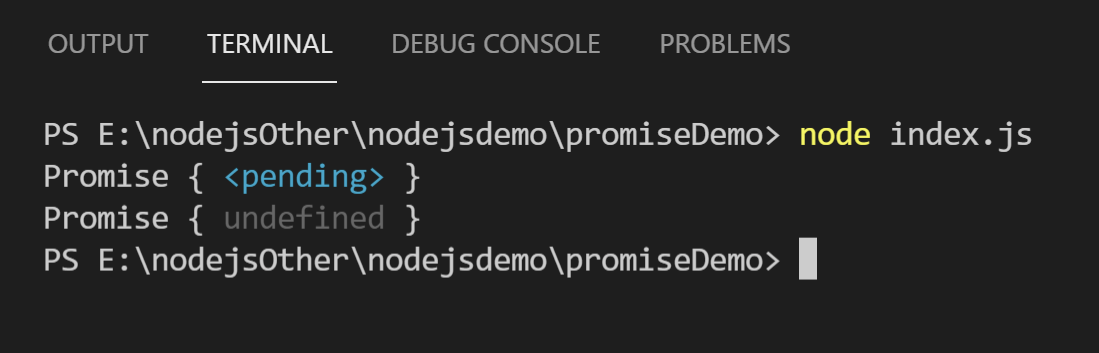 OUTPUT TERMINAL DEBUG CONSOLE PROBLEMS
PS E:\nodejsOther\nodejsdemo\promiseDemo> node index.js
Promise { <pending> }
Promise { undefined }
PS E:\nodejsOther\nodejsdemo\promiseDemo>